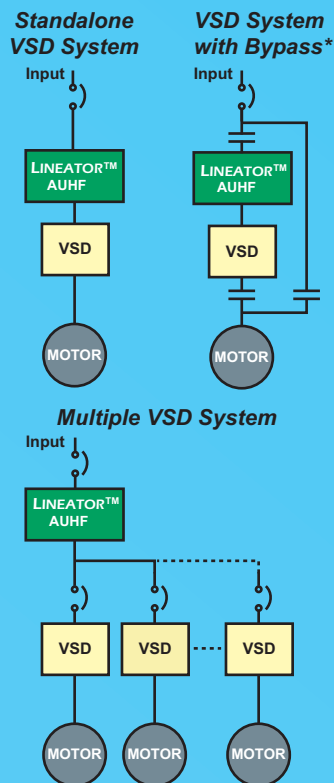 Standalone
VSD System
Input
LINEATOR™
AUHF
VSD
MOTOR
VSD System
with Bypass*
Input
LINEATOR™
AUHF
VSD
MOTOR
Multiple VSD System
Input
LINEATOR™
AUHF
VSD
VSD
VSD
MOTOR
MOTOR
MOTOR